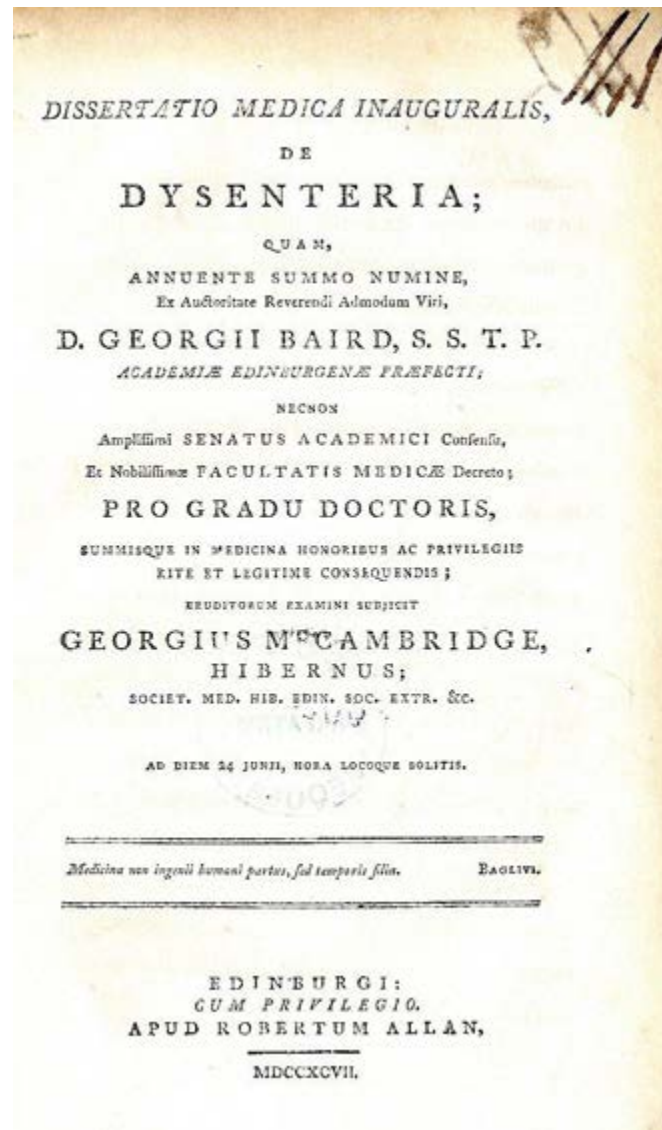 DISSERTATIO MEDICA INAUGURALIS,
DE
DYSENTERIA;
QUAM,
ANNUENTE SUMMO NUMINE,
Ex Auctoritate Reverendi Admodum Viri,
D. GEORGII BAIRD, S. S. T. P.
ACADEMIÆ EDINBURGENÆ PRÆFECTI;
NECNON
Ampliſſimi SENATUS ACADEMICI Conſenſu,
Et Nobiliſſimæ FACULTATIS MEDICÆ Decreto;
PRO GRADU DOCTORIS,
SUMMISQUE IN MEDICINA HONORIBUS AC PRIVILEGIIS
RITE ET LEGITIME CONSEQUENDIS;
ERUDITORUM EXAMINI SUBJICIT
GEORGIUS MᶜCAMBRIDGE,
HIBERNUS;
SOCIET. MED. HIB. EDIN. SOC. EXTR. &c.
AD DIEM 24 JUNII, HORA LOCOQUE SOLITIS.
Medicina non ingenii humani partus, ſed temporis filia. BAGLIVI.
EDINBURGI:
CUM PRIVILEGIO.
APUD ROBERTUM ALLAN,
MDCCXCVII.